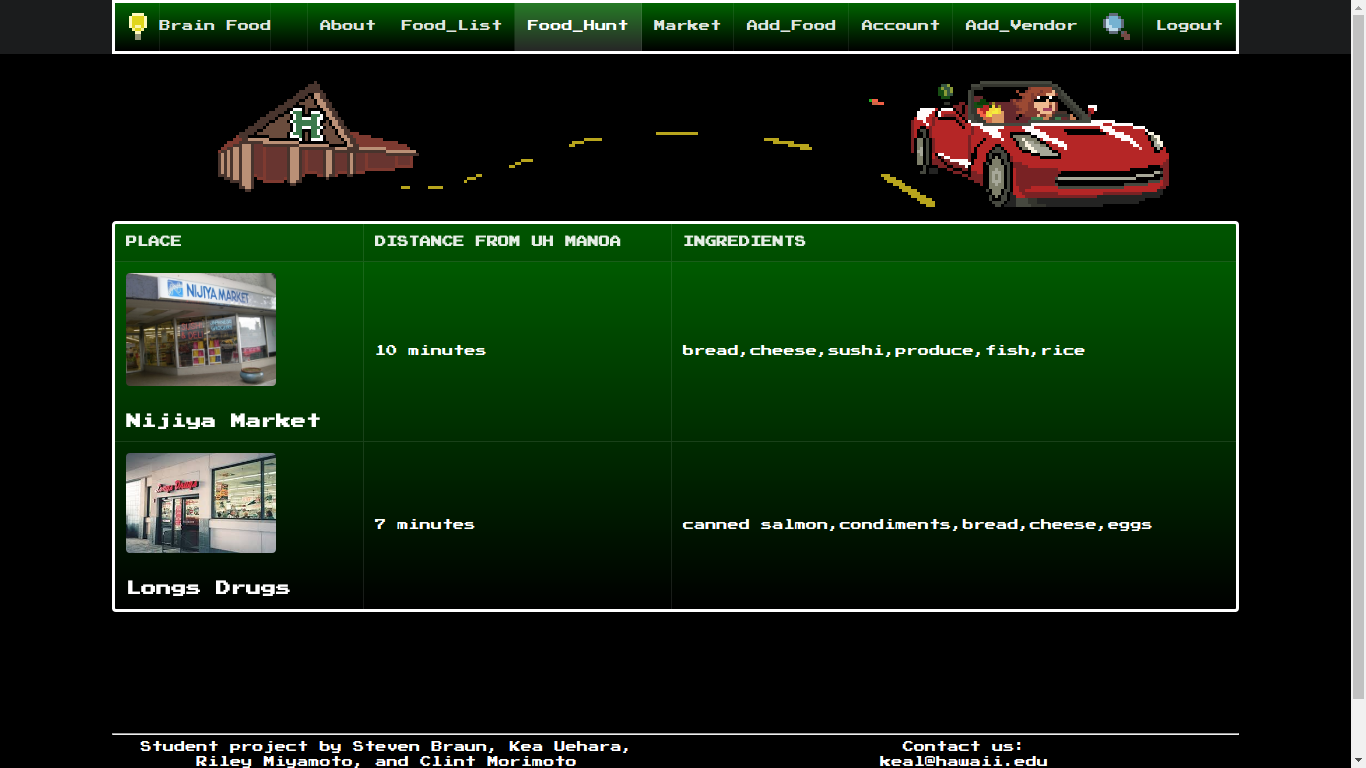 Brain Food About Food_List Food_Hunt Market Add_Food Account Add_Vendor Logout
H
PLACE DISTANCE FROM UH MANOA INGREDIENTS
NIJIYA MARKET
10 minutes bread,cheese,sushi,produce,fish,rice
Nijiya Market
Longs Drugs
7 minutes canned salmon,condiments,bread,cheese,eggs
Longs Drugs
Student project by Steven Braun, Kea Uehara,
Riley Miyamoto, and Clint Morimoto
Contact us:
keal@hawaii.edu